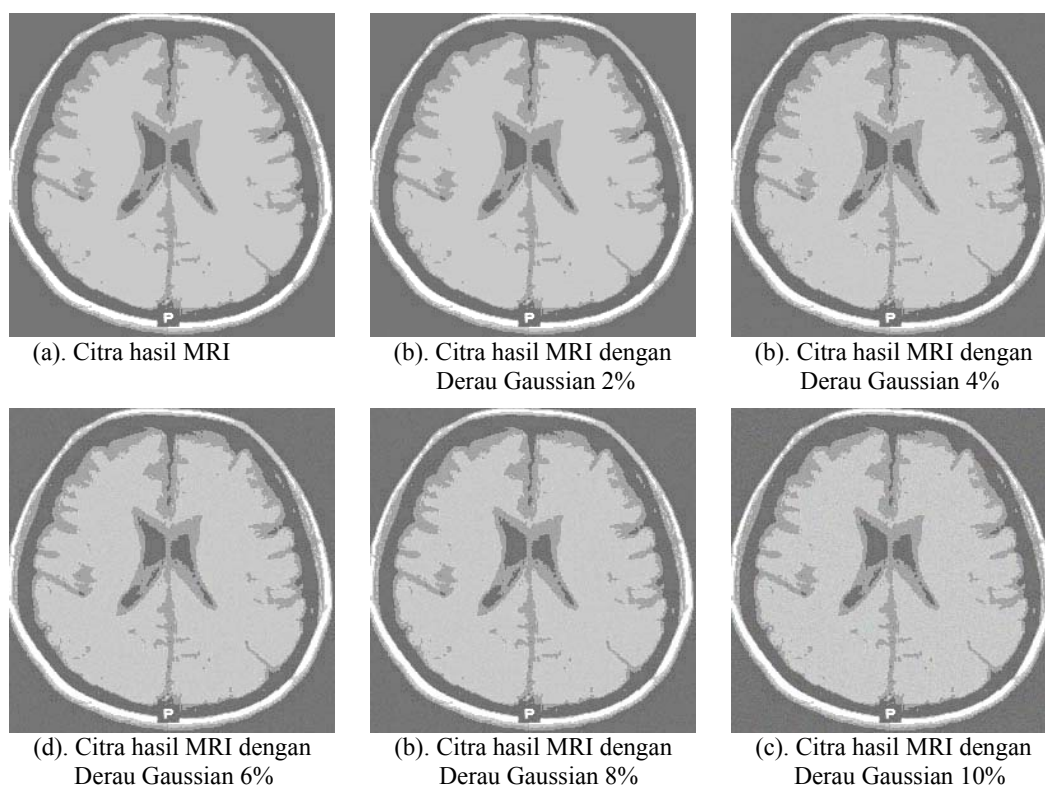 P
P
P
(a). Citra hasil MRI
(b). Citra hasil MRI dengan
Derau Gaussian 2%
(b). Citra hasil MRI dengan
Derau Gaussian 4%
P
P
P
(d). Citra hasil MRI dengan
Derau Gaussian 6%
(b). Citra hasil MRI dengan
Derau Gaussian 8%
(c). Citra hasil MRI dengan
Derau Gaussian 10%